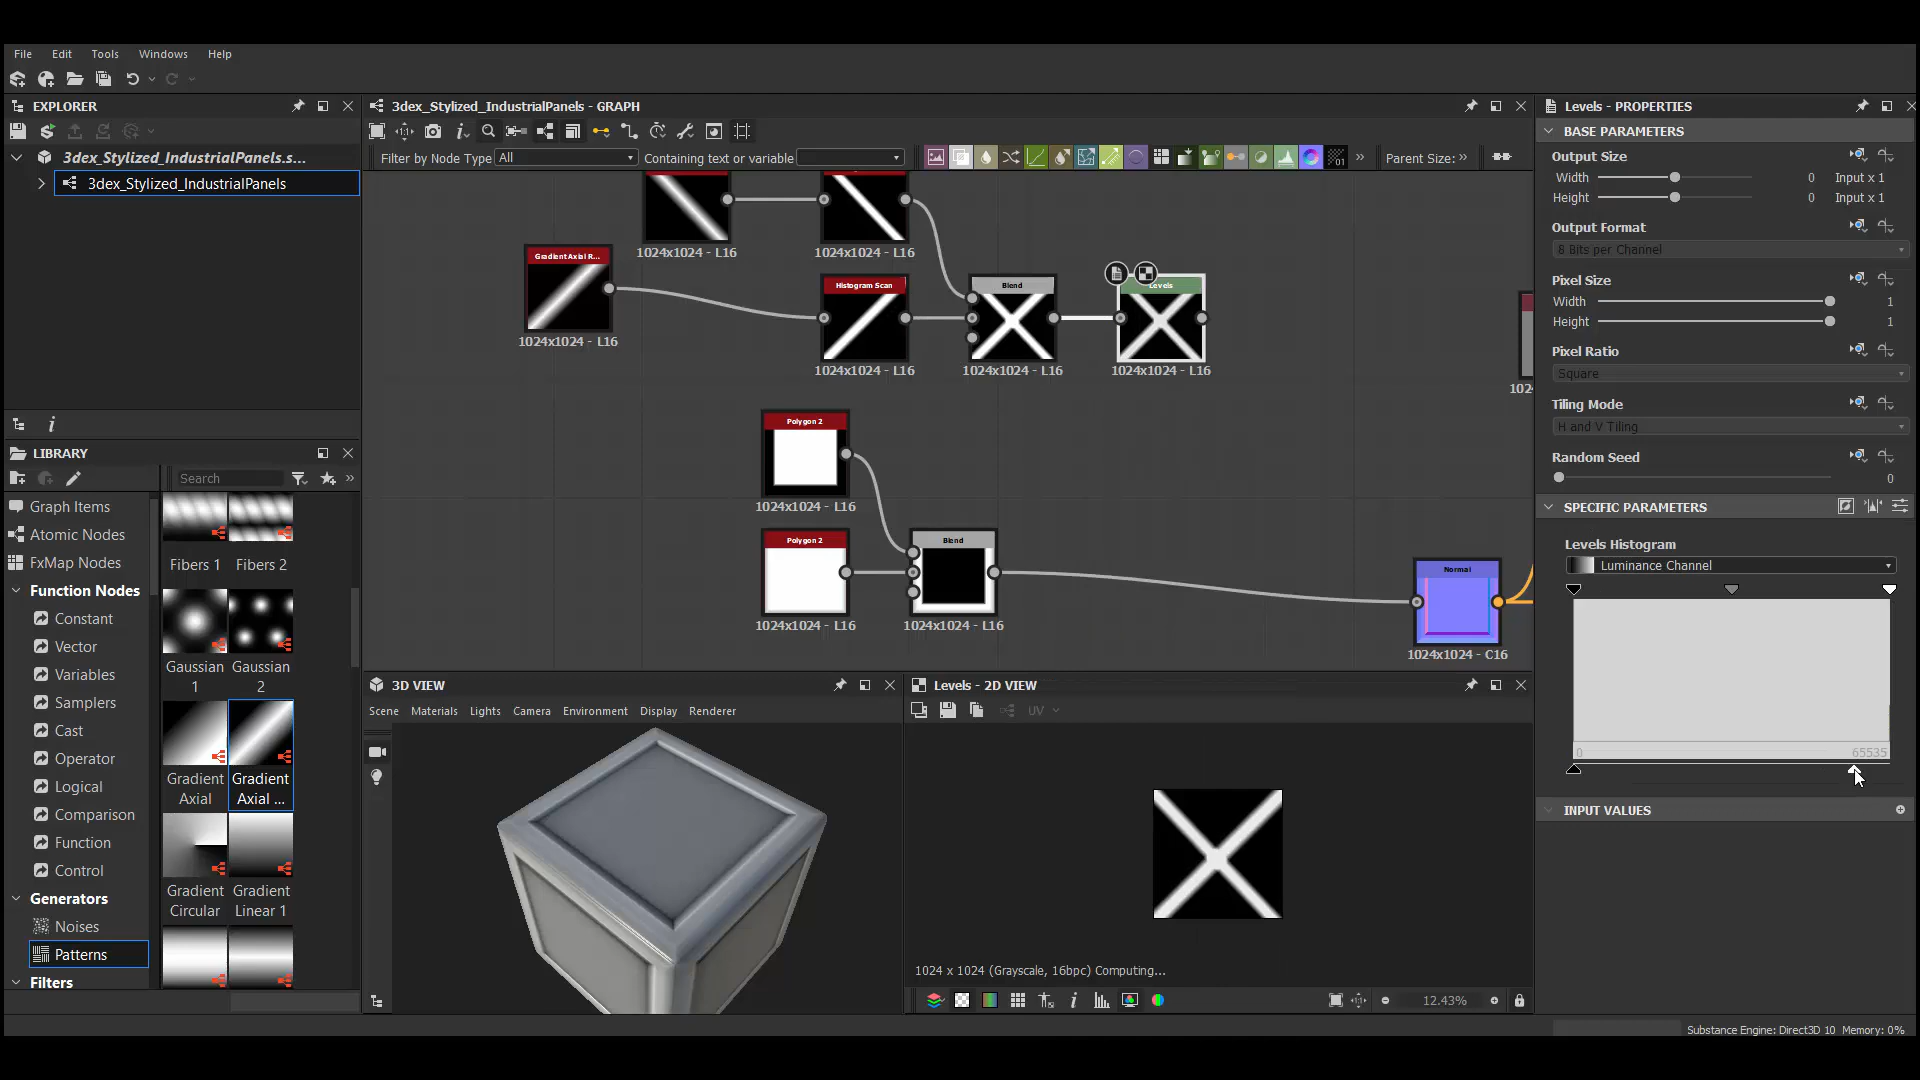 File Edit Tools Windows Help
EXPLORER
3dex_Stylized_IndustrialPanels.s...
3dex_Stylized_IndustrialPanels
LIBRARY
Search
Graph Items
Atomic Nodes
FxMap Nodes
Function Nodes
Constant
Vector
Variables
Samplers
Cast
Operator
Logical
Comparison
Function
Control
Generators
Noises
Patterns
Filters
Fibers 1
Fibers 2
Gaussian 1
Gaussian 2
Gradient Axial
Gradient Axial ...
Gradient Circular
Gradient Linear 1
3dex_Stylized_IndustrialPanels - GRAPH
Filter by Node Type All Containing text or variable
Parent Size: »
1024x1024 - L16
1024x1024 - L16
Gradient Axial R...
1024x1024 - L16
Histogram Scan
1024x1024 - L16
Blend
1024x1024 - L16
Levels
1024x1024 - L16
Polygon 2
1024x1024 - L16
Polygon 2
1024x1024 - L16
Blend
1024x1024 - L16
Normal
1024x1024 - C16
102
3D VIEW
Scene Materials Lights Camera Environment Display Renderer
Levels - 2D VIEW
UV
1024 x 1024 (Grayscale, 16bpc) Computing...
12.43%
Levels - PROPERTIES
BASE PARAMETERS
Output Size
Width 0 Input x 1
Height 0 Input x 1
Output Format
8 Bits per Channel
Pixel Size
Width 1
Height 1
Pixel Ratio
Square
Tiling Mode
H and V Tiling
Random Seed
0
SPECIFIC PARAMETERS
Levels Histogram
Luminance Channel
0 65535
INPUT VALUES
Substance Engine: Direct3D 10 Memory: 0%